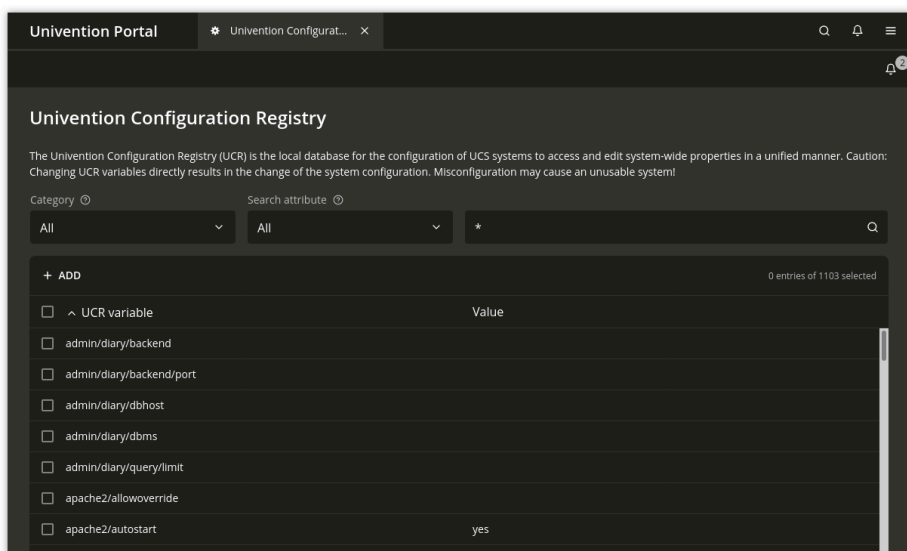 Univention Portal
Univention Configurat...
2
Univention Configuration Registry
The Univention Configuration Registry (UCR) is the local database for the configuration of UCS systems to access and edit system-wide properties in a unified manner. Caution:
Changing UCR variables directly results in the change of the system configuration. Misconfiguration may cause an unusable system!
Category
Search attribute
All
All
*
+ ADD
0 entries of 1103 selected
UCR variable
Value
admin/diary/backend
admin/diary/backend/port
admin/diary/dbhost
admin/diary/dbms
admin/diary/query/limit
apache2/allowoverride
apache2/autostart
yes